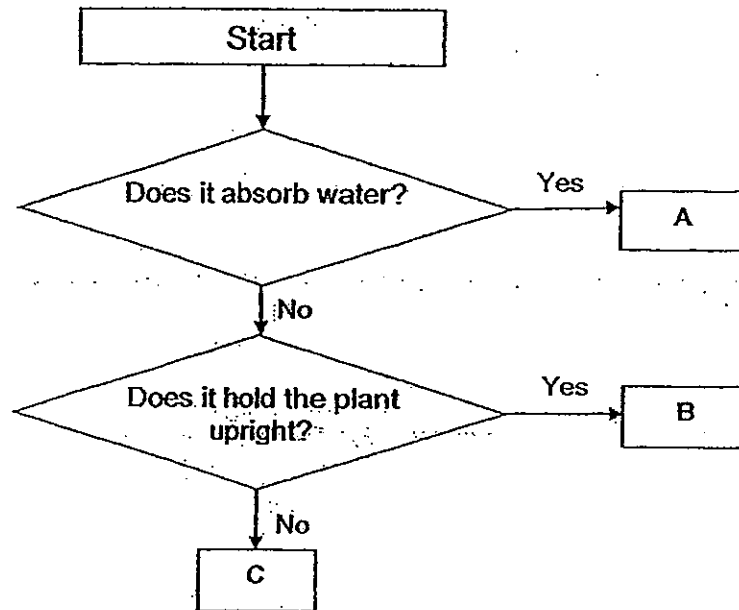 Start
Does it absorb water?
Yes
A
No
Does it hold the plant
upright?
Yes
B
No
C